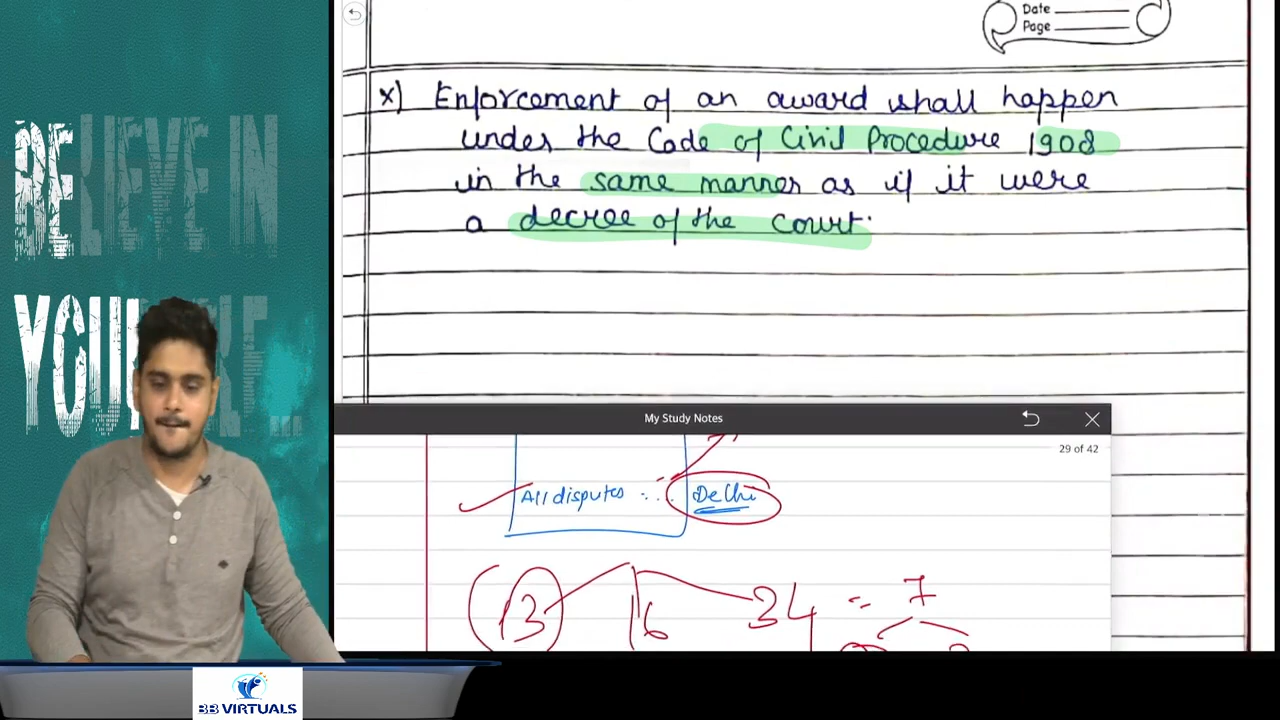 Date
Page
BELIEVE IN
x) Enforcement of an award shall happen
under the Code of Civil Procedure 1908
in the same manner as if it were
a decree of the Court.
My Study Notes
29 of 42
All disputes ... Delhi
13 16 34 = 7
BB VIRTUALS